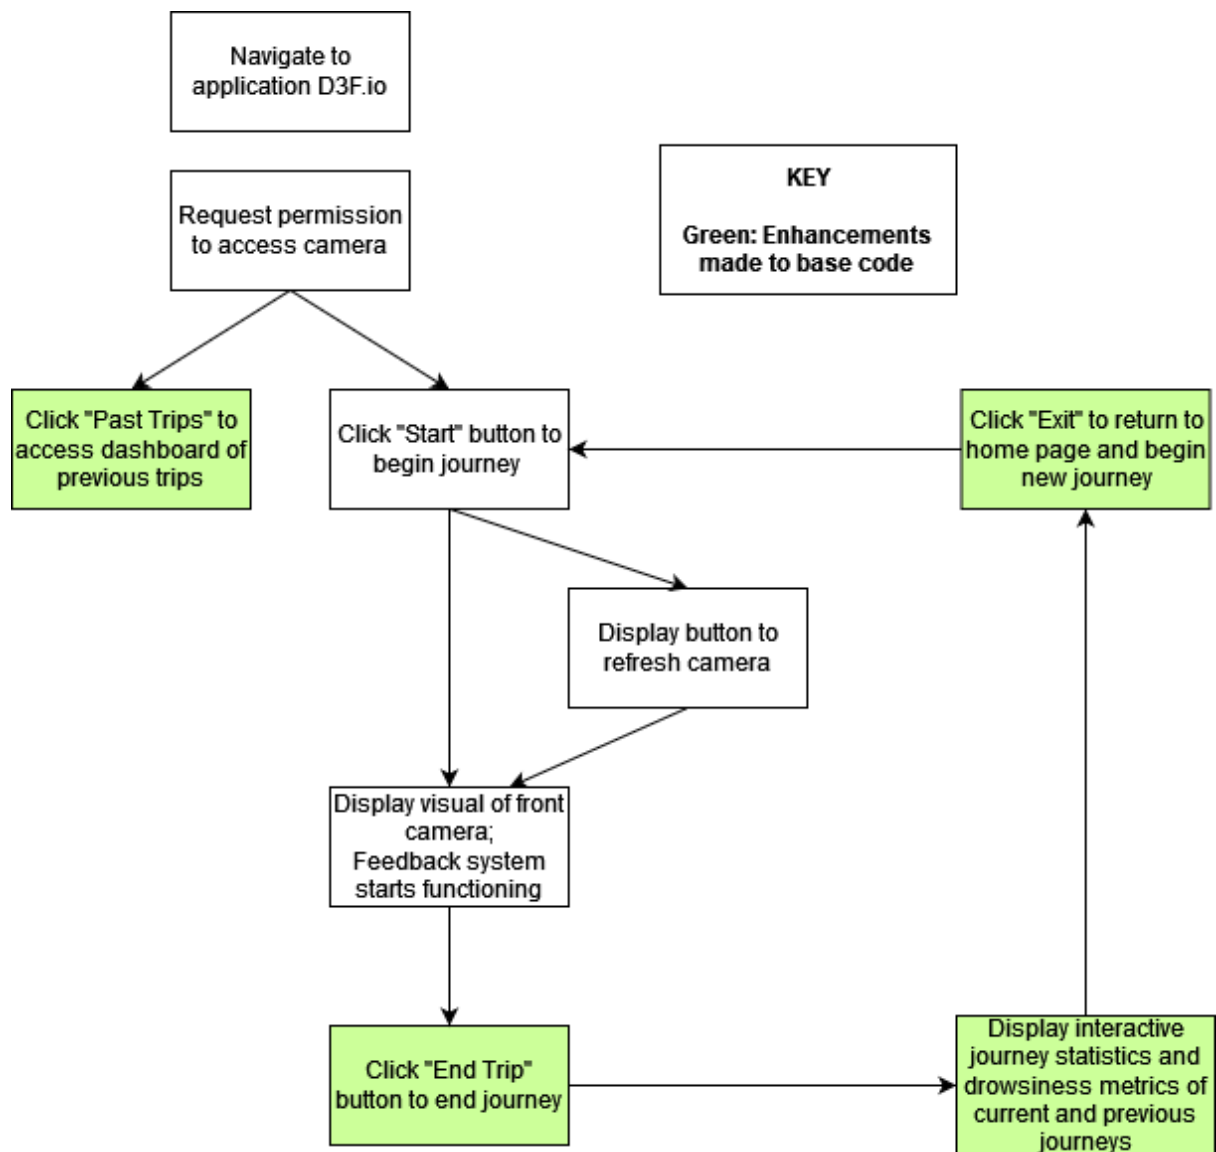 Navigate to
application D3F.io
KEY
Green: Enhancements
made to base code
Request permission
to access camera
Click "Past Trips" to
access dashboard of
previous trips
Click "Start" button to
begin journey
Click "Exit" to return to
home page and begin
new journey
Display button to
refresh camera
Display visual of front
camera;
Feedback system
starts functioning
Click "End Trip"
button to end journey
Display interactive
journey statistics and
drowsiness metrics of
current and previous
journeys